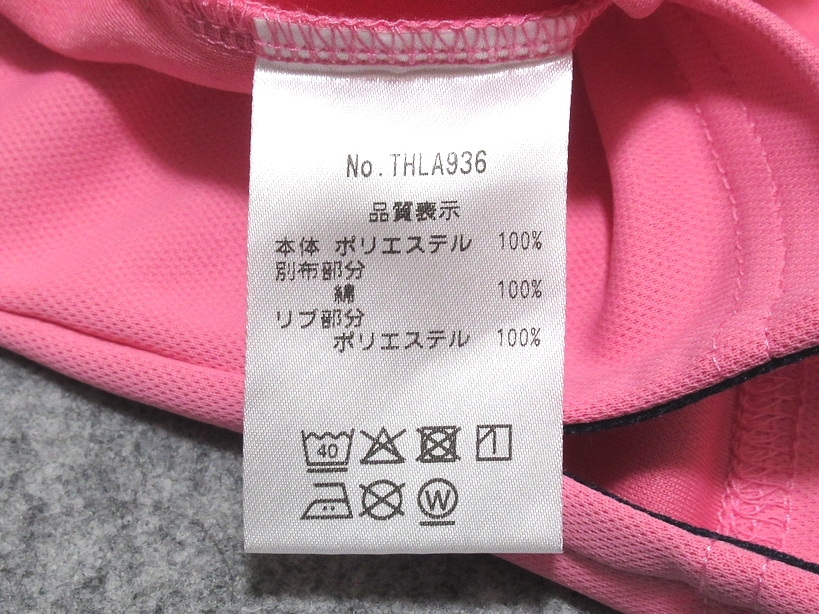 No.THLA936
品質表示
本体 ポリエステル 100%
別布部分
綿 100%
リブ部分
ポリエステル 100%
40
W